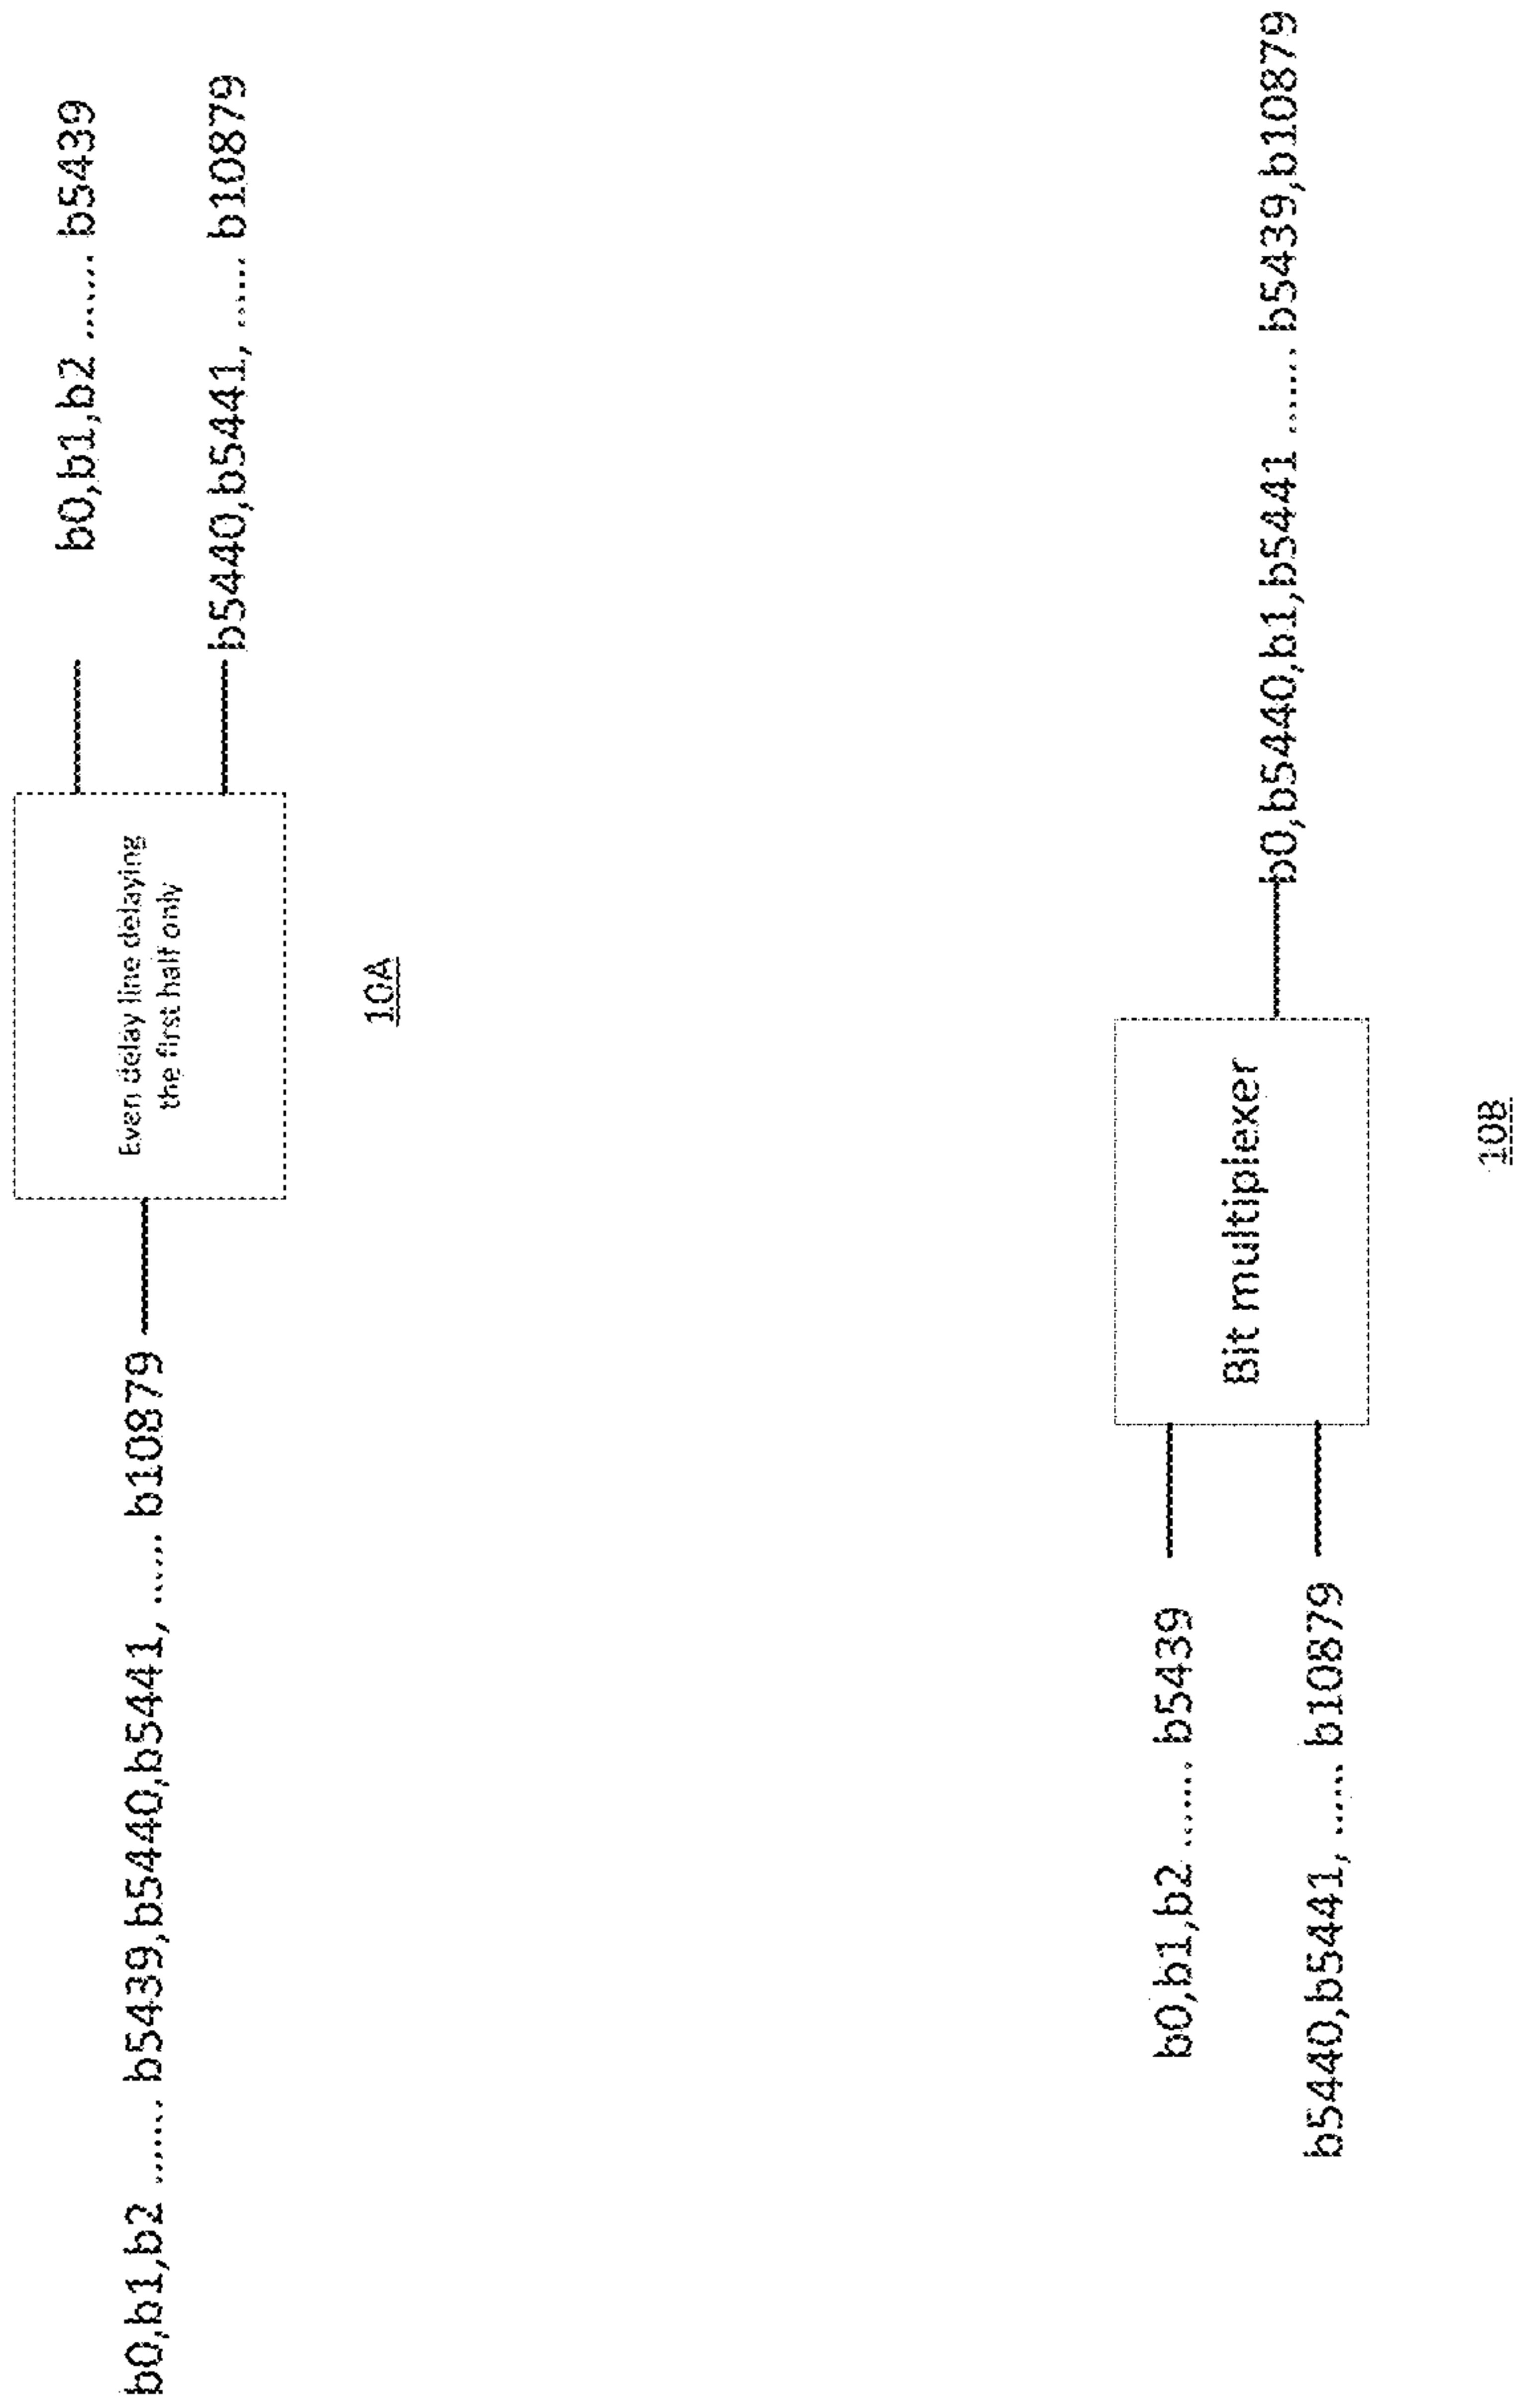 b0,b1,b2 ....... b5439,b5440,b5441, ...... b10879
Even delay line delaying
the first half only
b0,b1,b2 ....... b5439
b5440,b5441, ...... b10879
10A
b0,b1,b2 ....... b5439
b5440,b5441, ...... b10879
Bit multiplexer
b0,b5440,b1,b5441 ....... b5439,b10879
10B